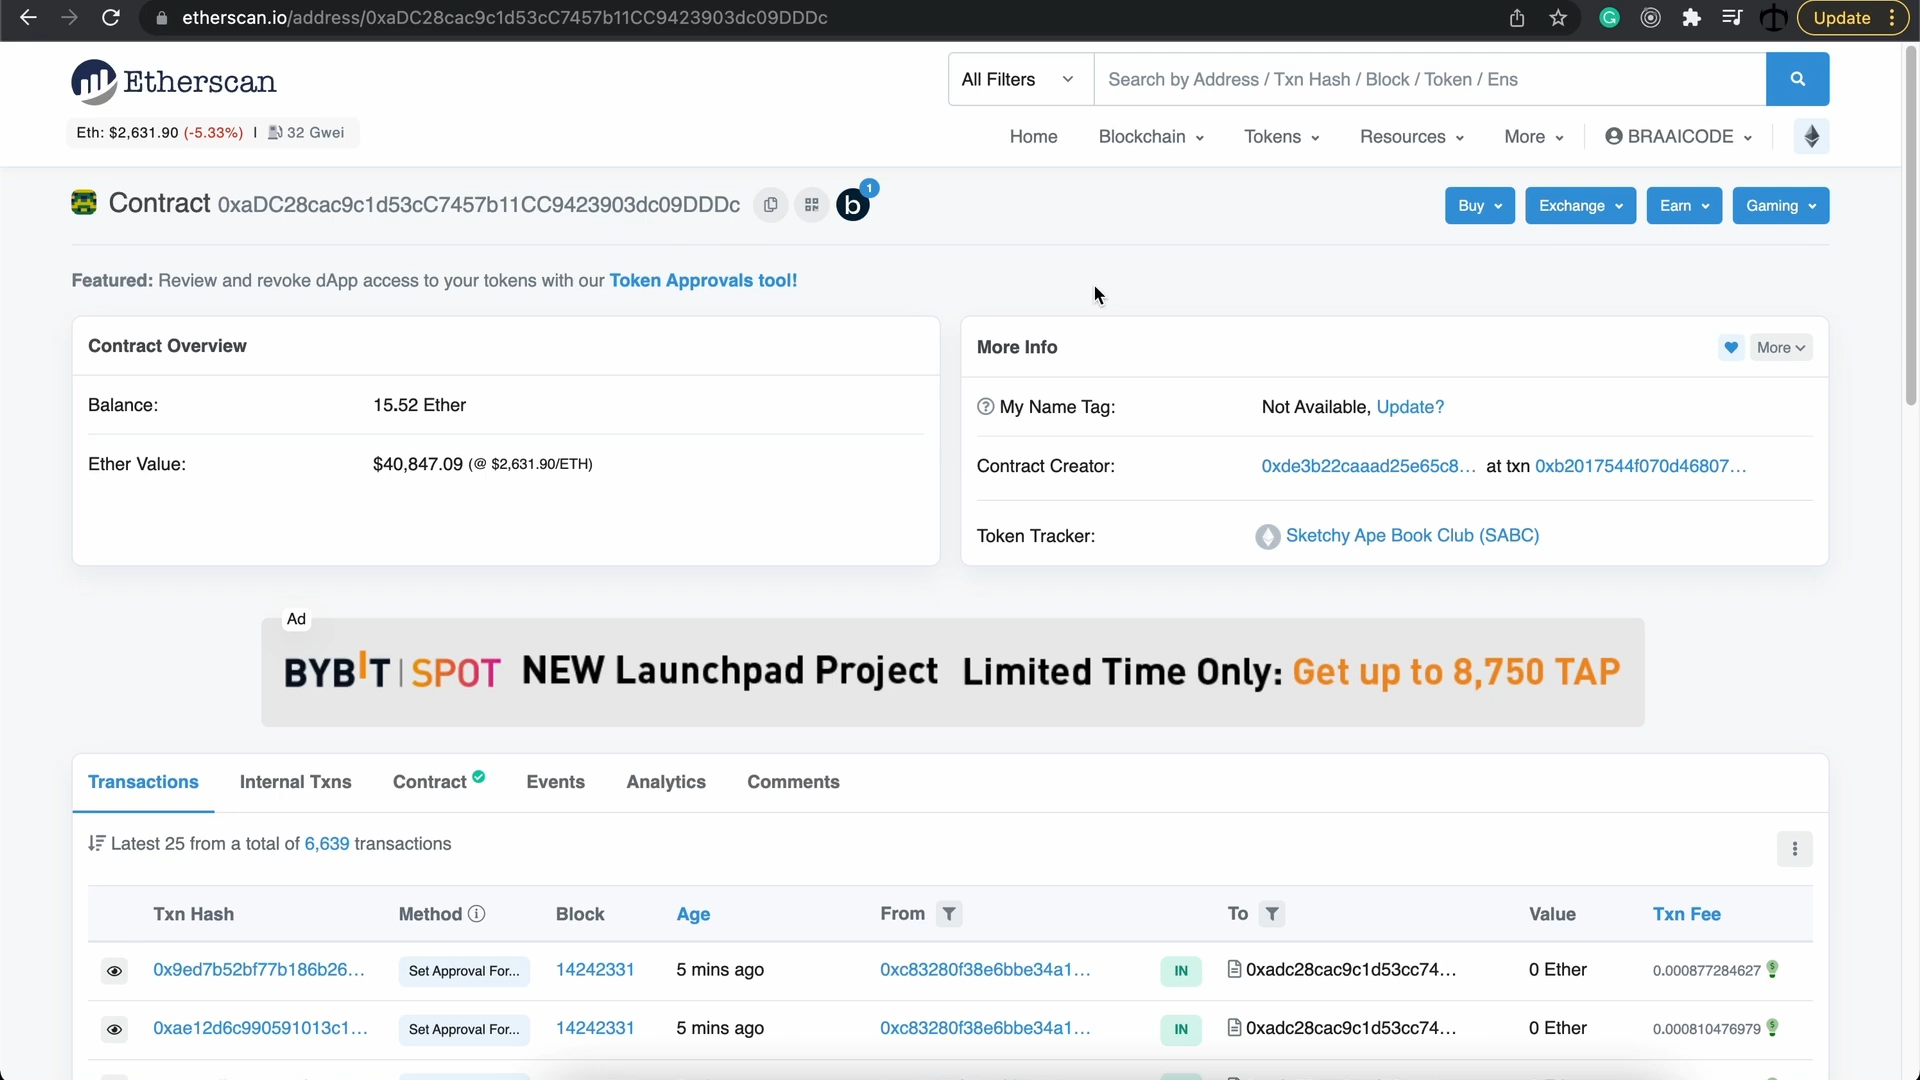 etherscan.io/address/0xaDC28cac9c1d53cC7457b11CC9423903dc09DDDc
Update
Etherscan
All Filters
Search by Address / Txn Hash / Block / Token / Ens
Eth: $2,631.90 (-5.33%) | 32 Gwei
Home Blockchain Tokens Resources More BRAAICODE
Contract 0xaDC28cac9c1d53cC7457b11CC9423903dc09DDDc
b 1
Buy Exchange Earn Gaming
Featured: Review and revoke dApp access to your tokens with our Token Approvals tool!
Contract Overview
Balance: 15.52 Ether
Ether Value: $40,847.09 (@ $2,631.90/ETH)
More Info
More
My Name Tag: Not Available, Update?
Contract Creator: 0xde3b22caaad25e65c8... at txn 0xb2017544f070d46807...
Token Tracker: Sketchy Ape Book Club (SABC)
Ad
BYBIT | SPOT NEW Launchpad Project Limited Time Only: Get up to 8,750 TAP
Transactions Internal Txns Contract Events Analytics Comments
Latest 25 from a total of 6,639 transactions
Txn Hash Method Block Age From To Value Txn Fee
0x9ed7b52bf77b186b26... Set Approval For... 14242331 5 mins ago 0xc83280f38e6bbe34a1... IN 0xadc28cac9c1d53cc74... 0 Ether 0.000877284627
0xae12d6c990591013c1... Set Approval For... 14242331 5 mins ago 0xc83280f38e6bbe34a1... IN 0xadc28cac9c1d53cc74... 0 Ether 0.000810476979